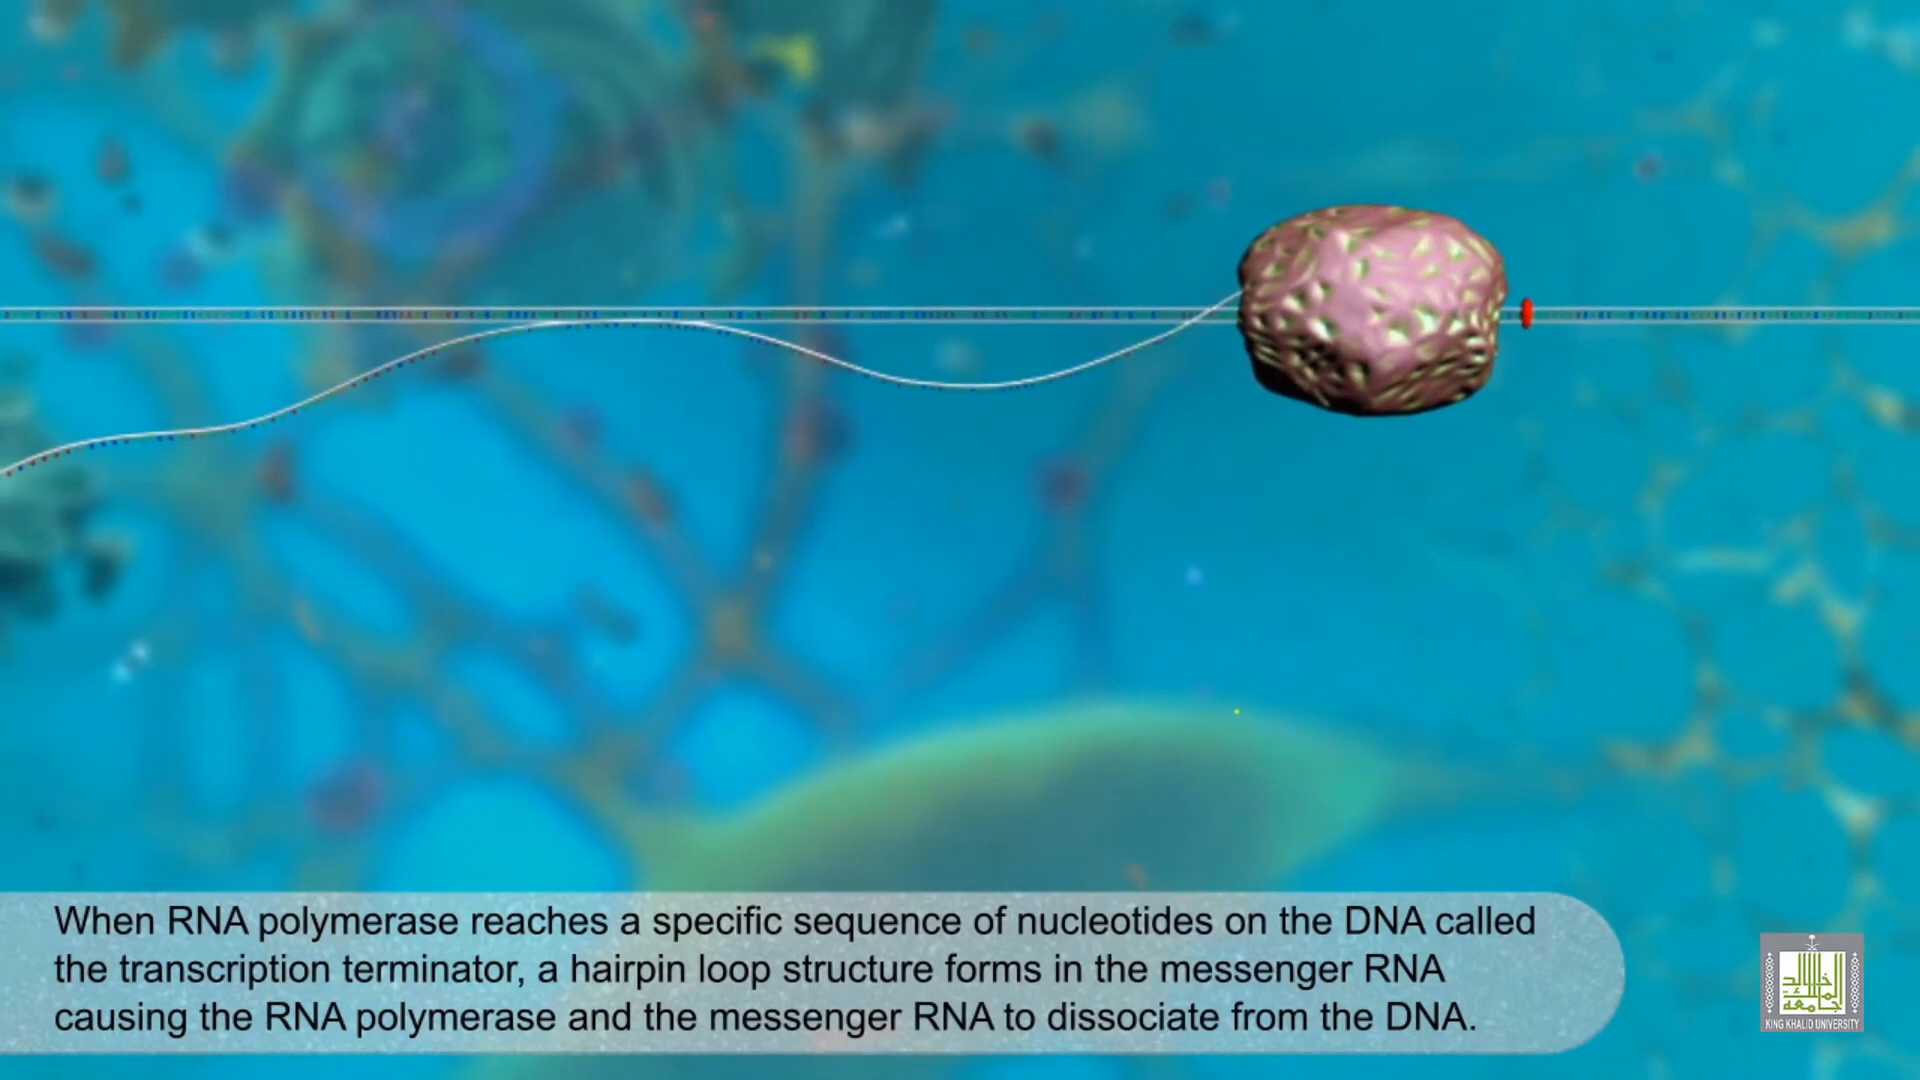 When RNA polymerase reaches a specific sequence of nucleotides on the DNA called
the transcription terminator, a hairpin loop structure forms in the messenger RNA
causing the RNA polymerase and the messenger RNA to dissociate from the DNA.
KING KHALID UNIVERSITY